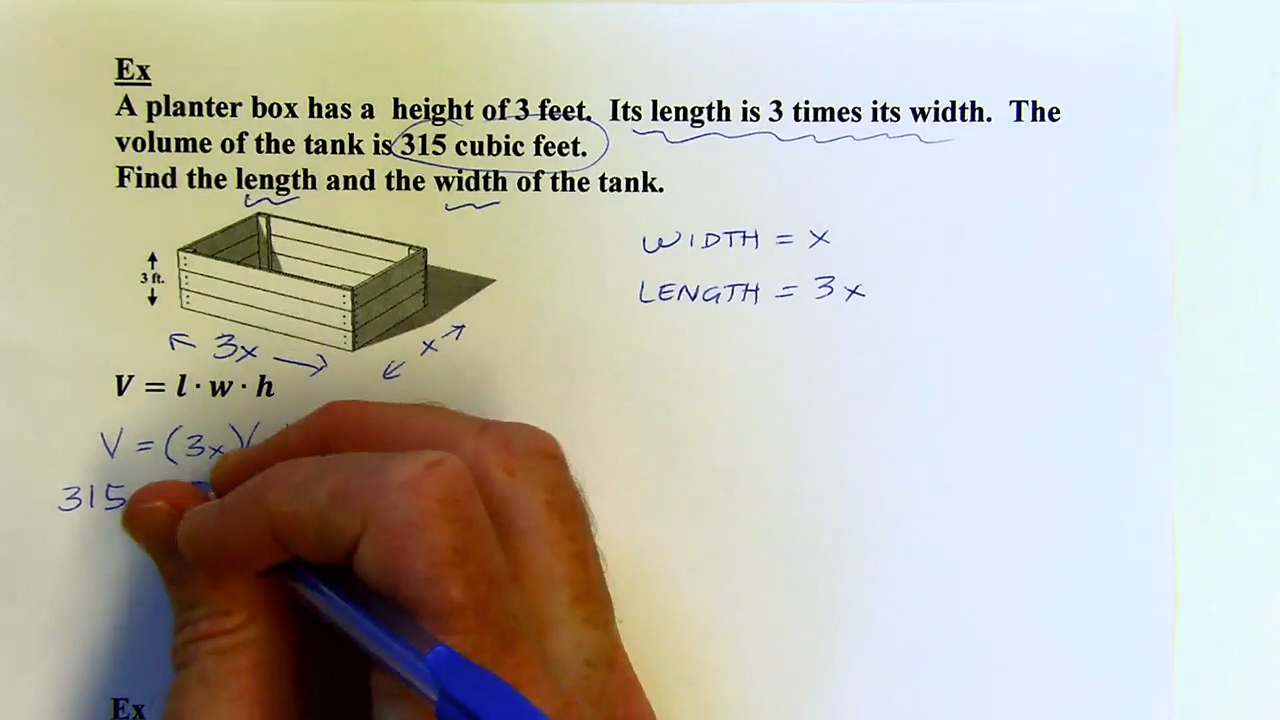 Ex
A planter box has a height of 3 feet. Its length is 3 times its width. The
volume of the tank is 315 cubic feet.
Find the length and the width of the tank.
WIDTH = x
LENGTH = 3x
3 ft.
3x
x
V = l · w · h
V = (3x)(
315
Ex